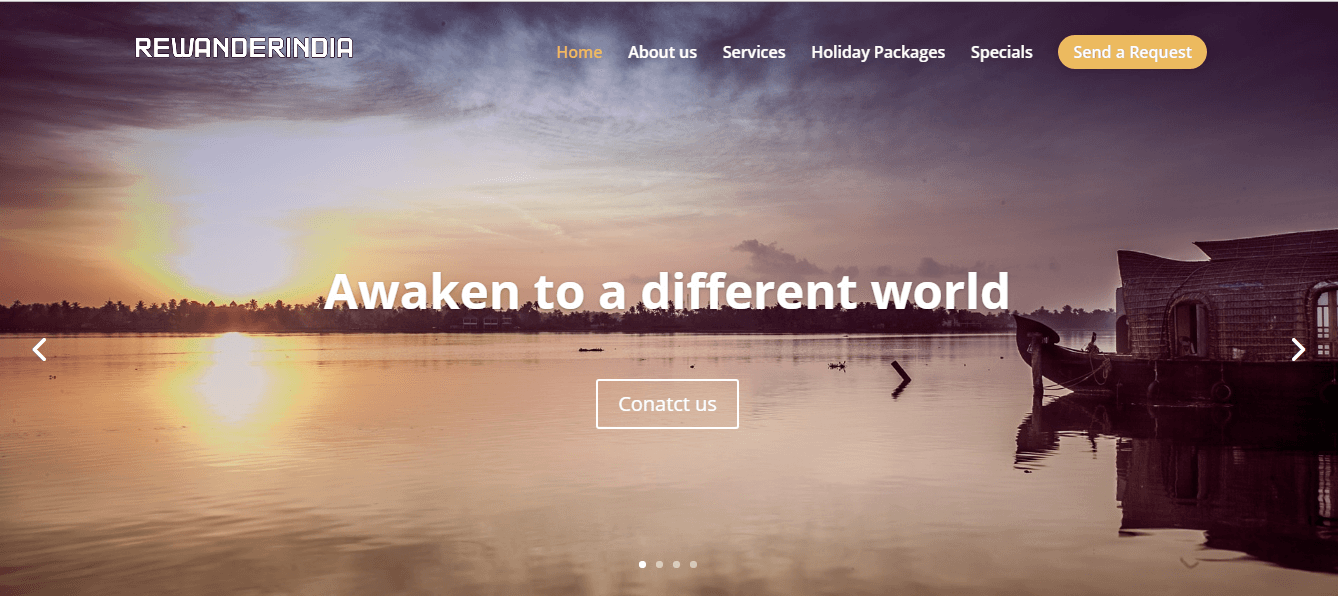 REWANDERINDIA
Home About us Services Holiday Packages Specials Send a Request
Awaken to a different world
Conatct us